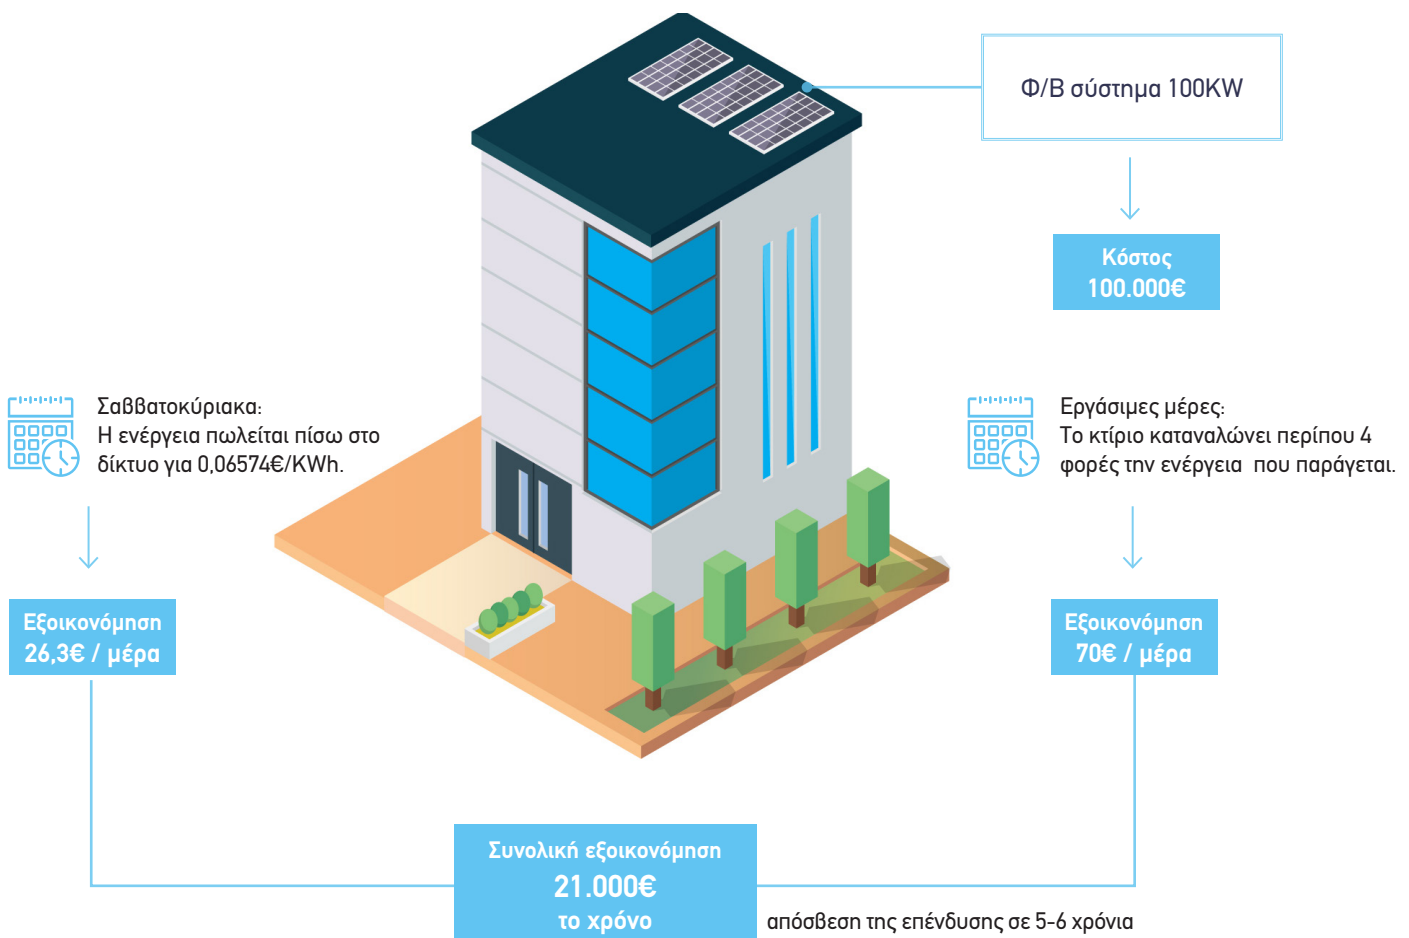 Φ/Β σύστημα 100KW
Κόστος
100.000€
Σαββατοκύριακα:
Η ενέργεια πωλείται πίσω στο
δίκτυο για 0,06574€/KWh.
Εξοικονόμηση
26,3€ / μέρα
Εργάσιμες μέρες:
Το κτίριο καταναλώνει περίπου 4
φορές την ενέργεια που παράγεται.
Εξοικονόμηση
70€ / μέρα
Συνολική εξοικονόμηση
21.000€
το χρόνο
απόσβεση της επένδυσης σε 5-6 χρόνια